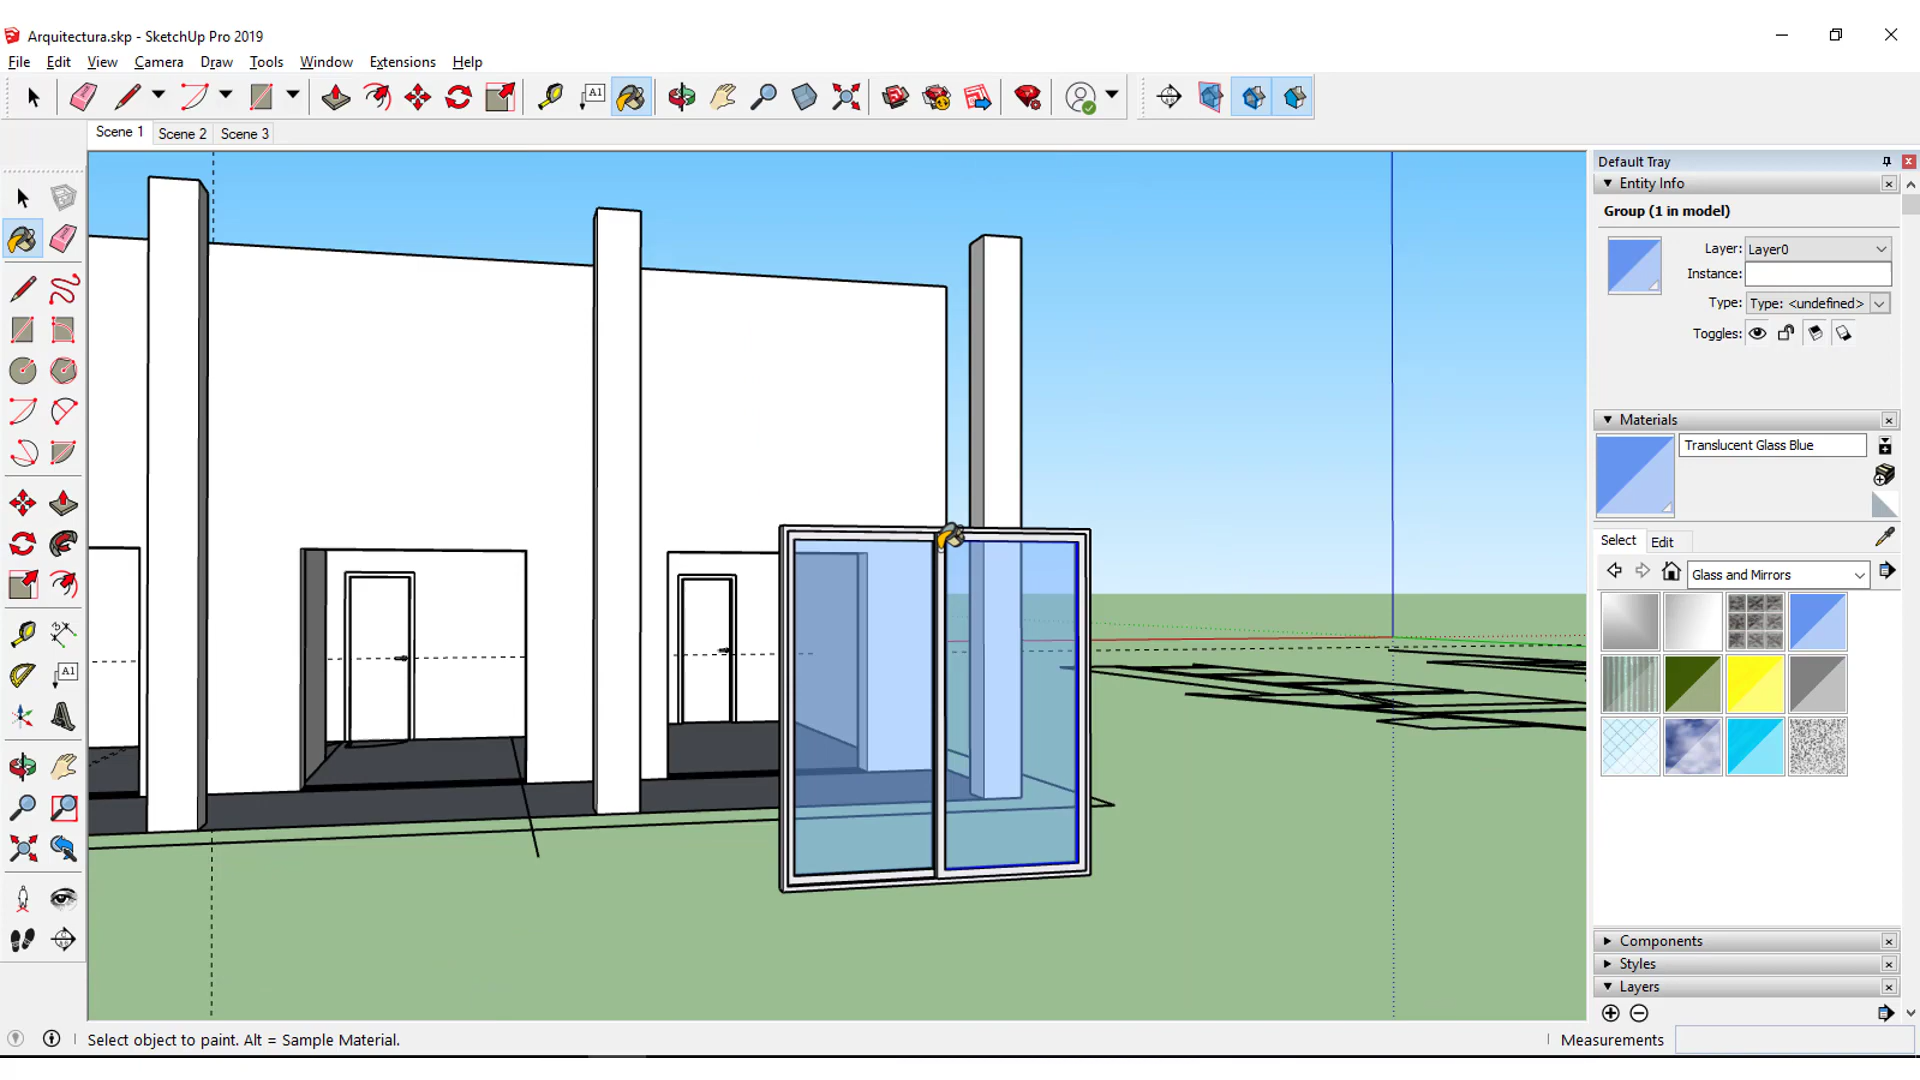 Arquitectura.skp - SketchUp Pro 2019
File Edit View Camera Draw Tools Window Extensions Help
A1
Scene 1 Scene 2 Scene 3
Default Tray
Entity Info
Group (1 in model)
Layer: Layer0
Instance:
Type: Type: <undefined>
Toggles:
Materials
Translucent Glass Blue
Select Edit
Glass and Mirrors
A1
Components
Styles
Layers
Select object to paint. Alt = Sample Material.
Measurements